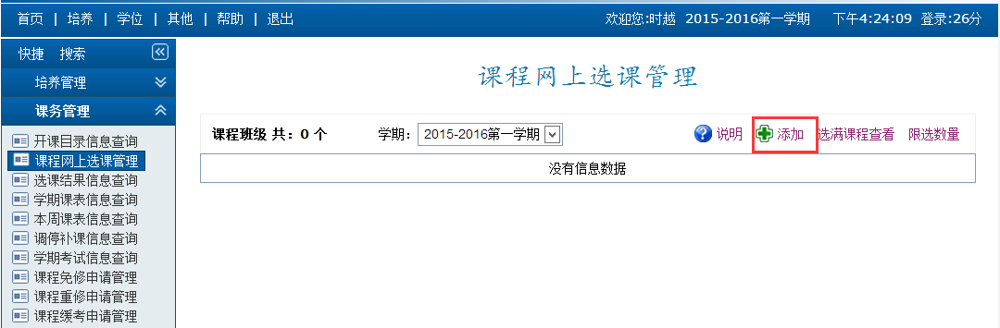 首页 | 培养 | 学位 | 其他 | 帮助 | 退出 欢迎您:时越 2015-2016第一学期 下午4:24:09 登录:26分
快捷 搜索
培养管理
课务管理
开课目录信息查询
课程网上选课管理
选课结果信息查询
学期课表信息查询
本周课表信息查询
调停补课信息查询
学期考试信息查询
课程免修申请管理
课程重修申请管理
课程缓考申请管理
课程网上选课管理
课程班级 共：0 个 学期： 2015-2016第一学期 说明 添加 选满课程查看 限选数量
没有信息数据